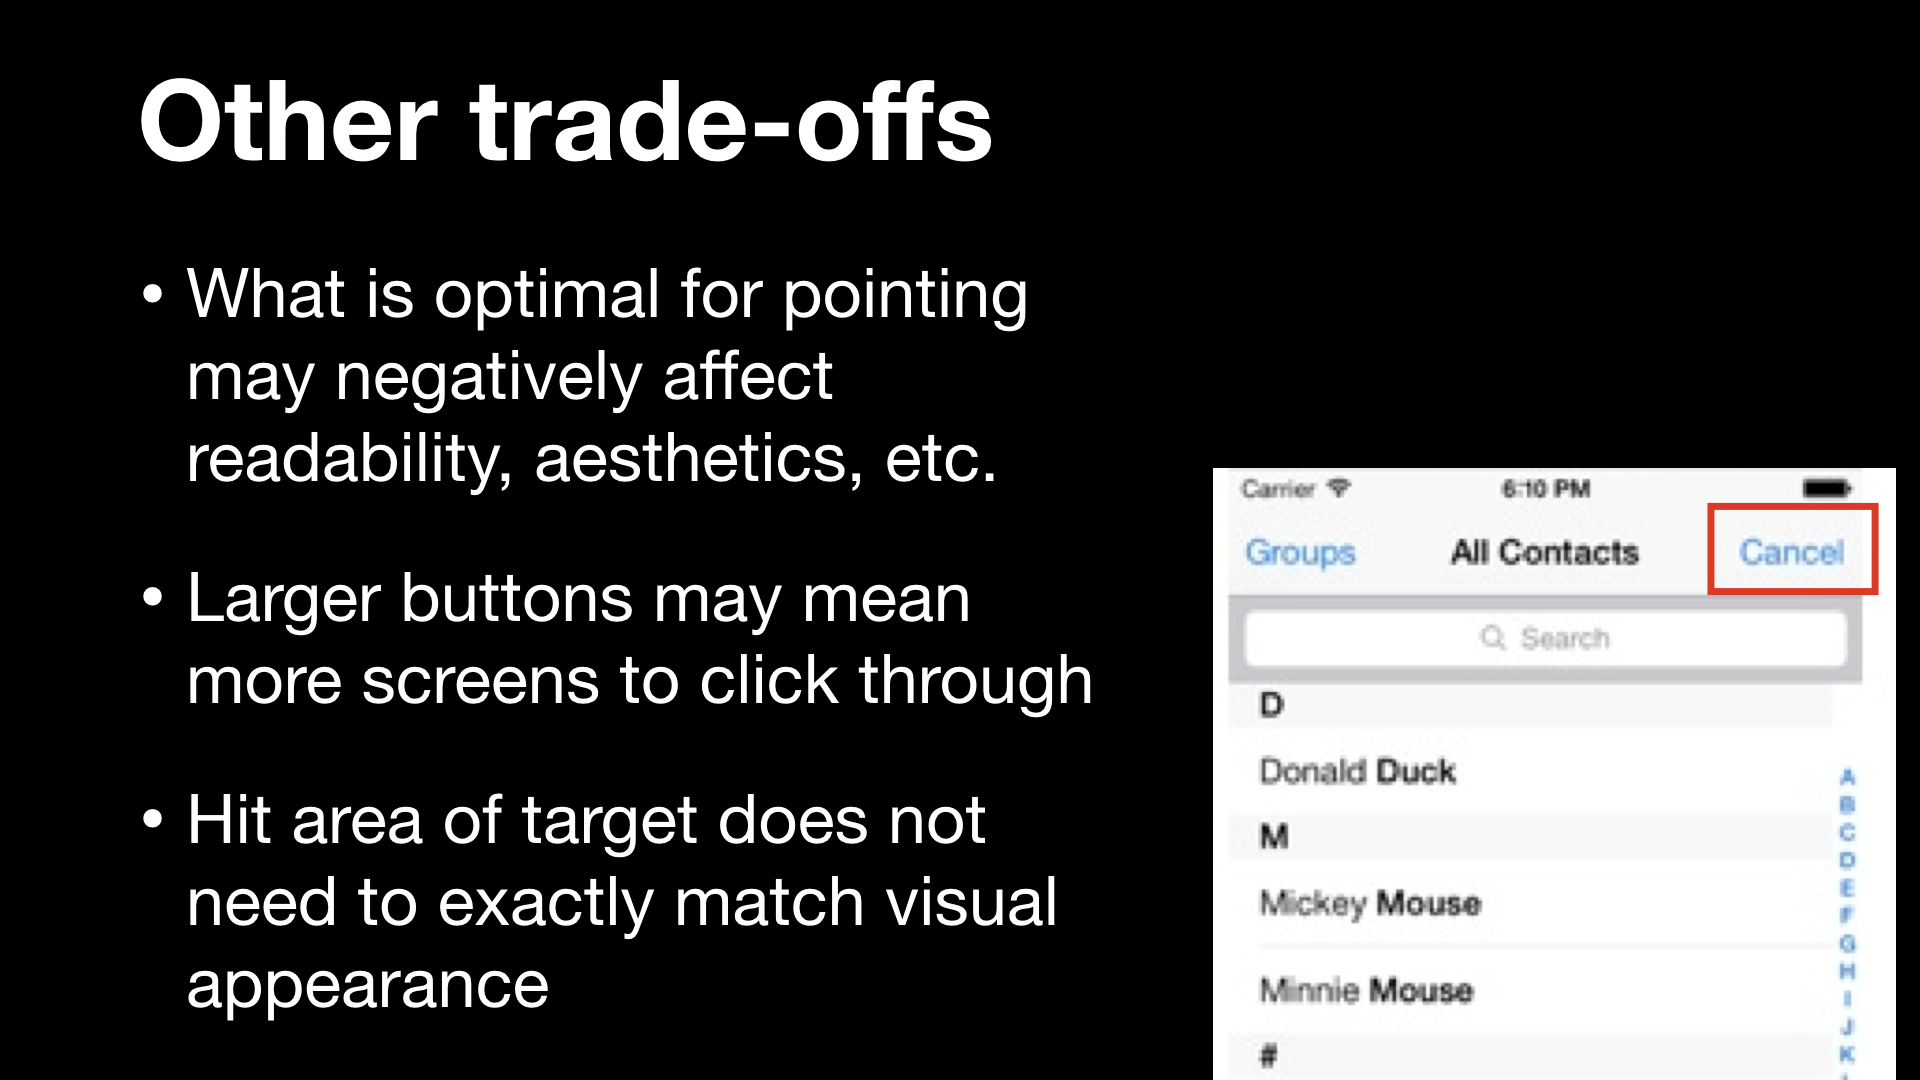 Other trade-offs
• What is optimal for pointing
may negatively affect
readability, aesthetics, etc.
• Larger buttons may mean
more screens to click through
• Hit area of target does not
need to exactly match visual
appearance
Carrier 6:10 PM
Groups All Contacts Cancel
Search
D
Donald Duck
M
Mickey Mouse
Minnie Mouse
#
A
B
C
D
E
F
G
H
I
J
K